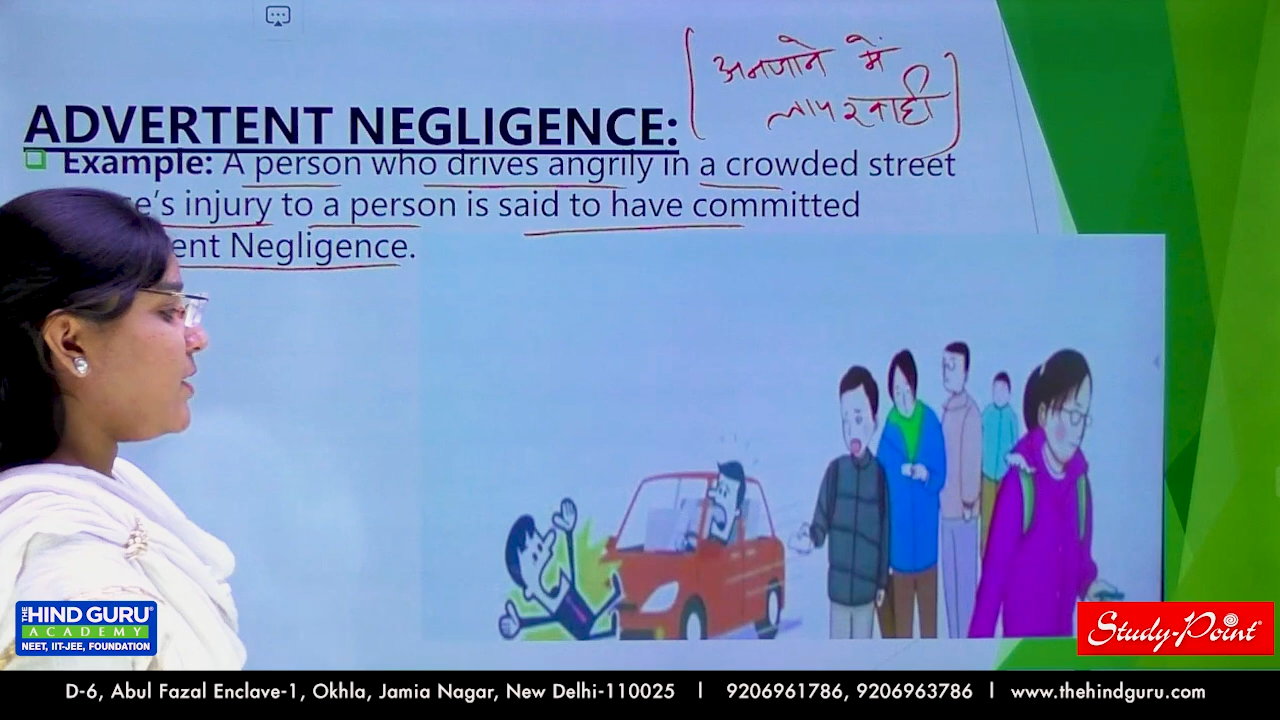 [अनजाने में
लापरवाही]
ADVERTENT NEGLIGENCE:
Example: A person who drives angrily in a crowded street
e's injury to a person is said to have committed
ent Negligence.
THE HIND GURU®
ACADEMY
NEET, IIT-JEE, FOUNDATION
Study-Point®
D-6, Abul Fazal Enclave-1, Okhla, Jamia Nagar, New Delhi-110025 | 9206961786, 9206963786 | www.thehindguru.com